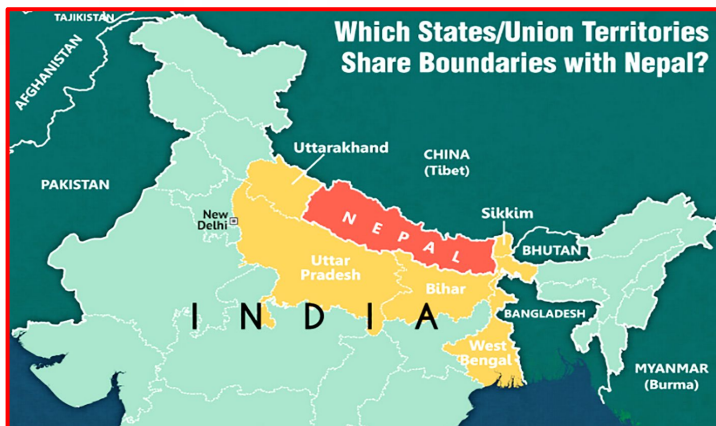 Which States/Union Territories
Share Boundaries with Nepal?
TAJIKISTAN
AFGHANISTAN
PAKISTAN
Uttarakhand
CHINA
(Tibet)
New
Delhi
NEPAL
Sikkim
BHUTAN
Uttar
Pradesh
Bihar
INDIA
BANGLADESH
West
Bengal
MYANMAR
(Burma)